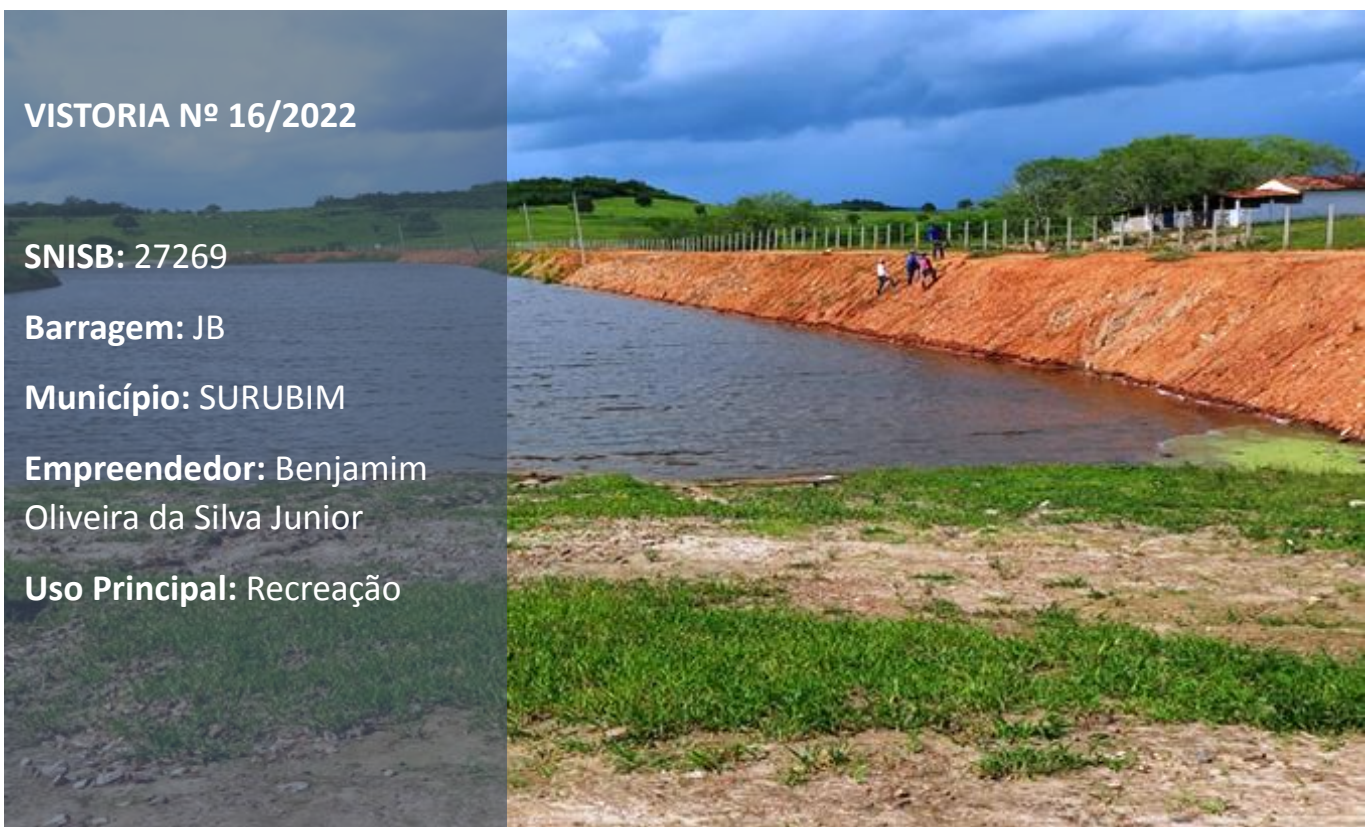 VISTORIA Nº 16/2022
SNISB: 27269
Barragem: JB
Município: SURUBIM
Empreendedor: Benjamim
Oliveira da Silva Junior
Uso Principal: Recreação